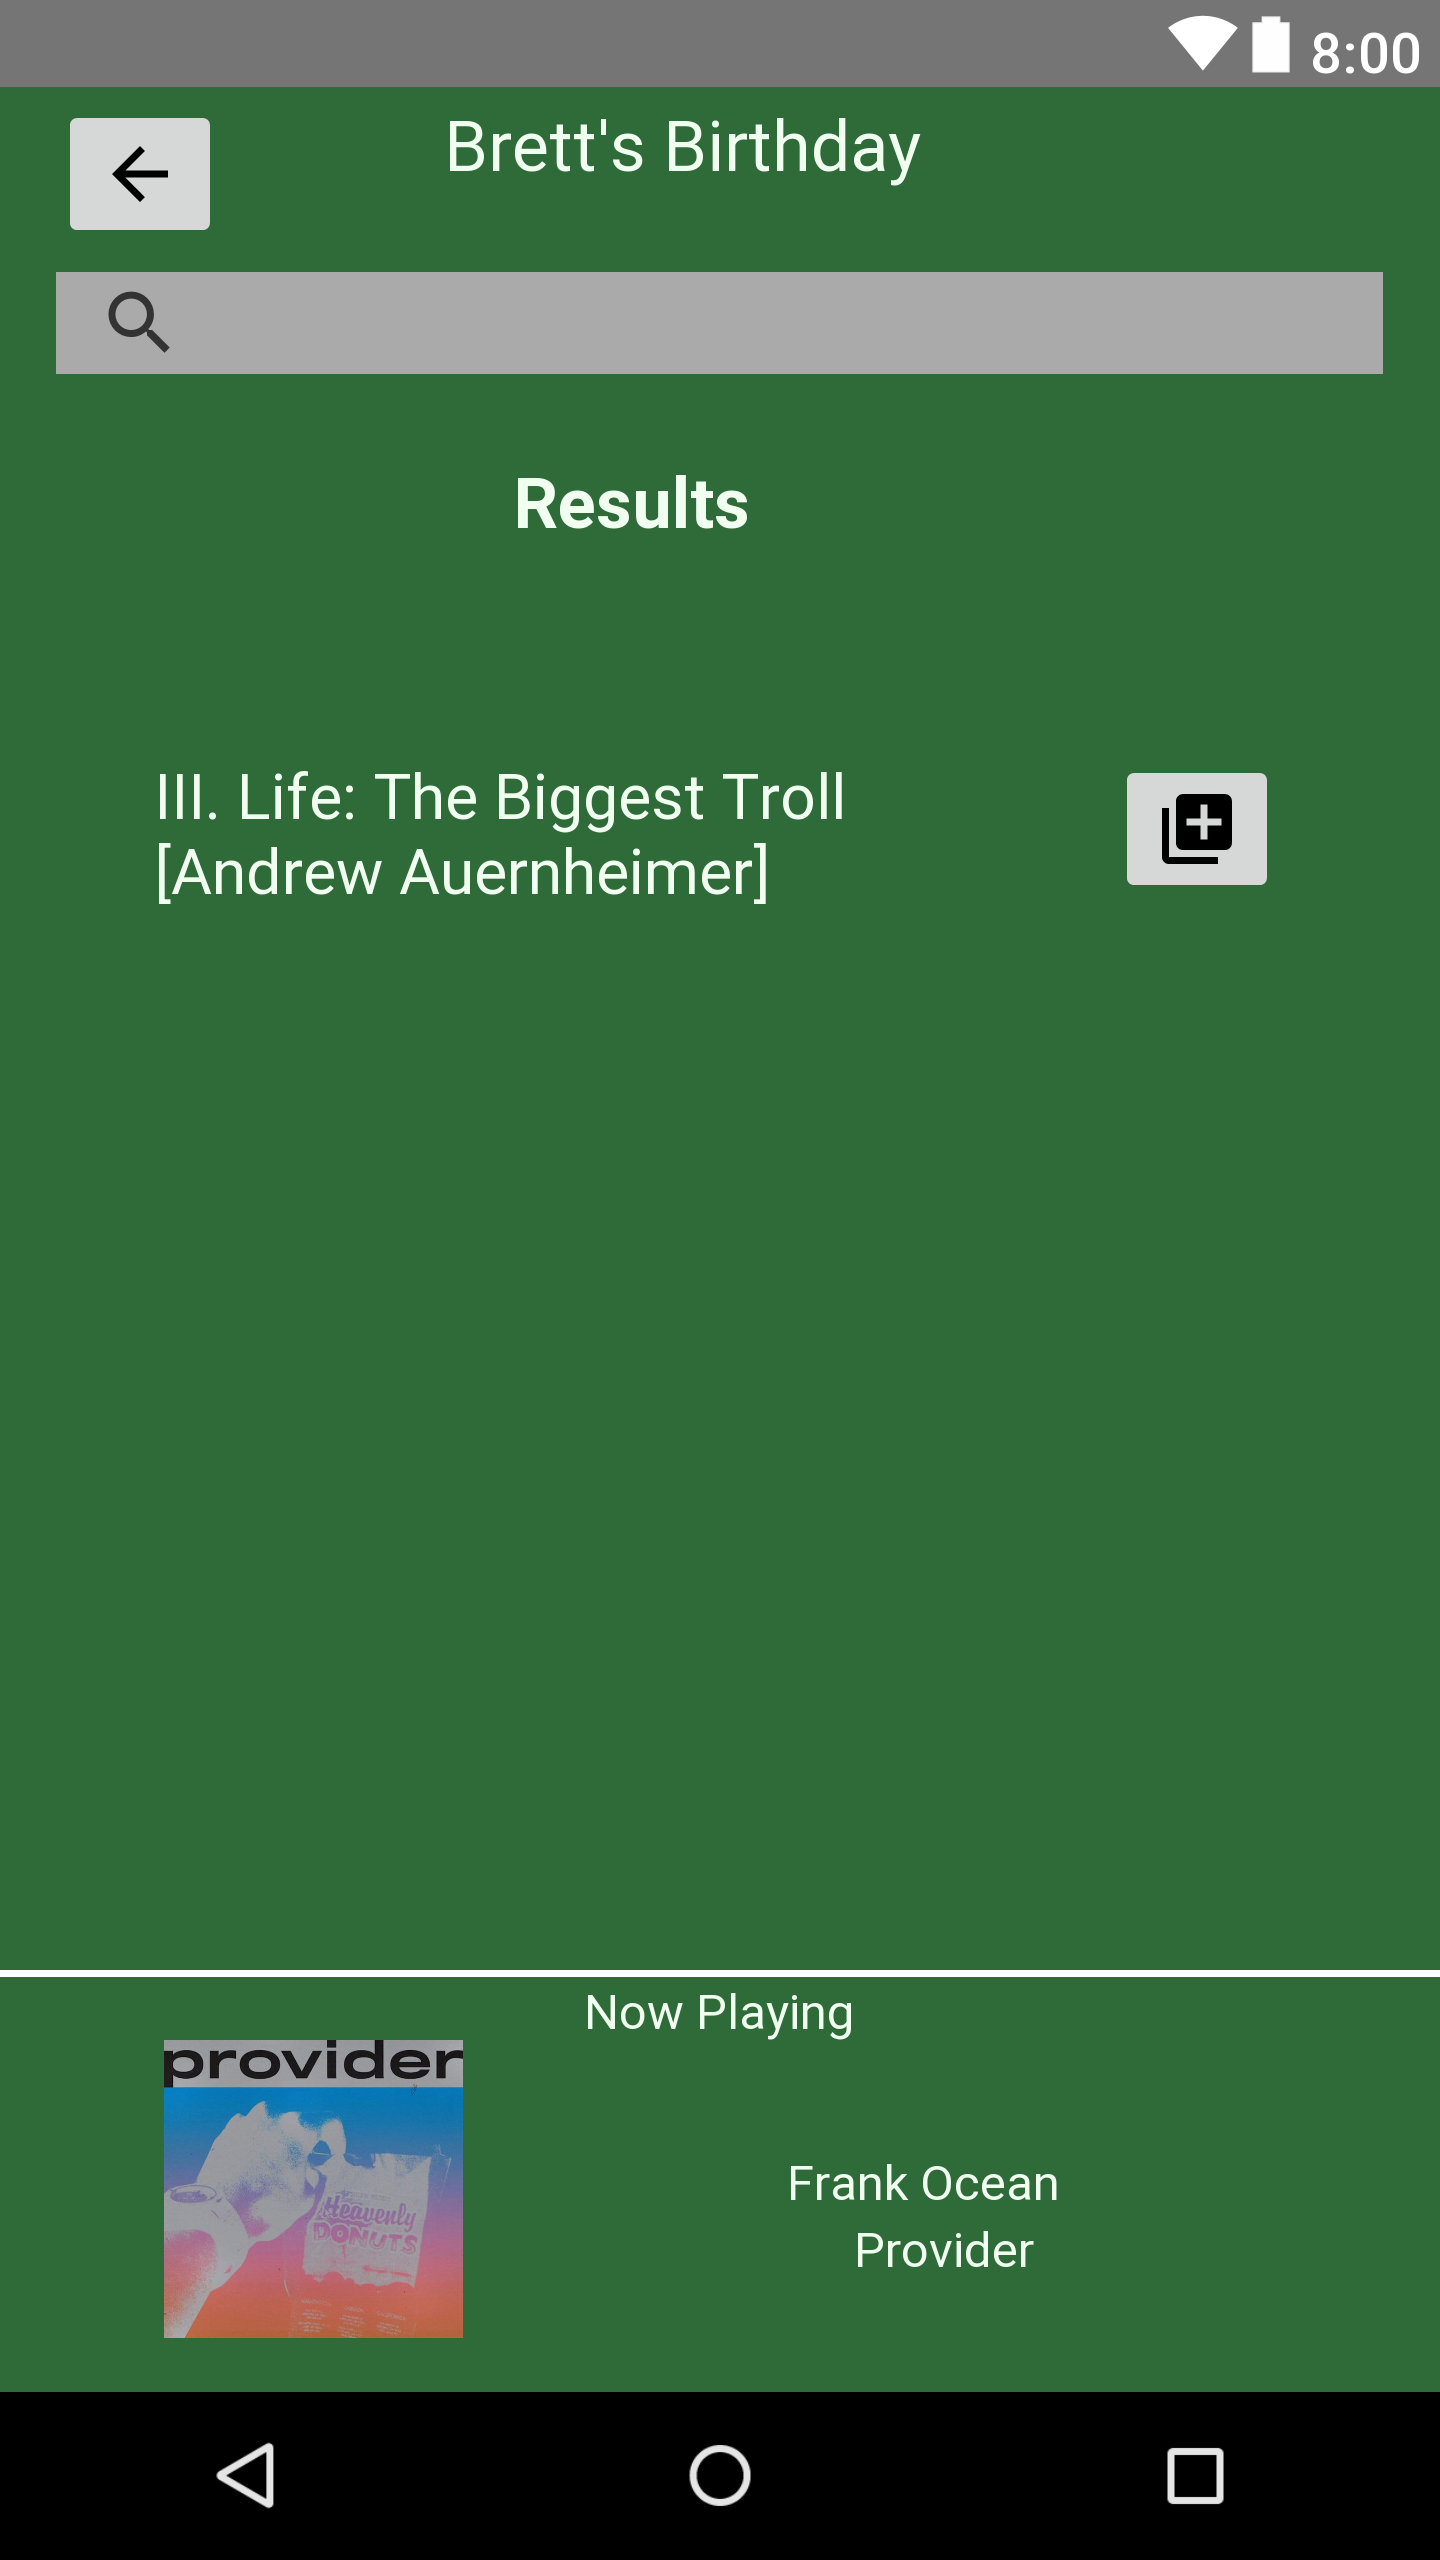 8:00
Brett's Birthday
Results
III. Life: The Biggest Troll
[Andrew Auernheimer]
Now Playing
provider
Heavenly
DONUTS
Frank Ocean
Provider